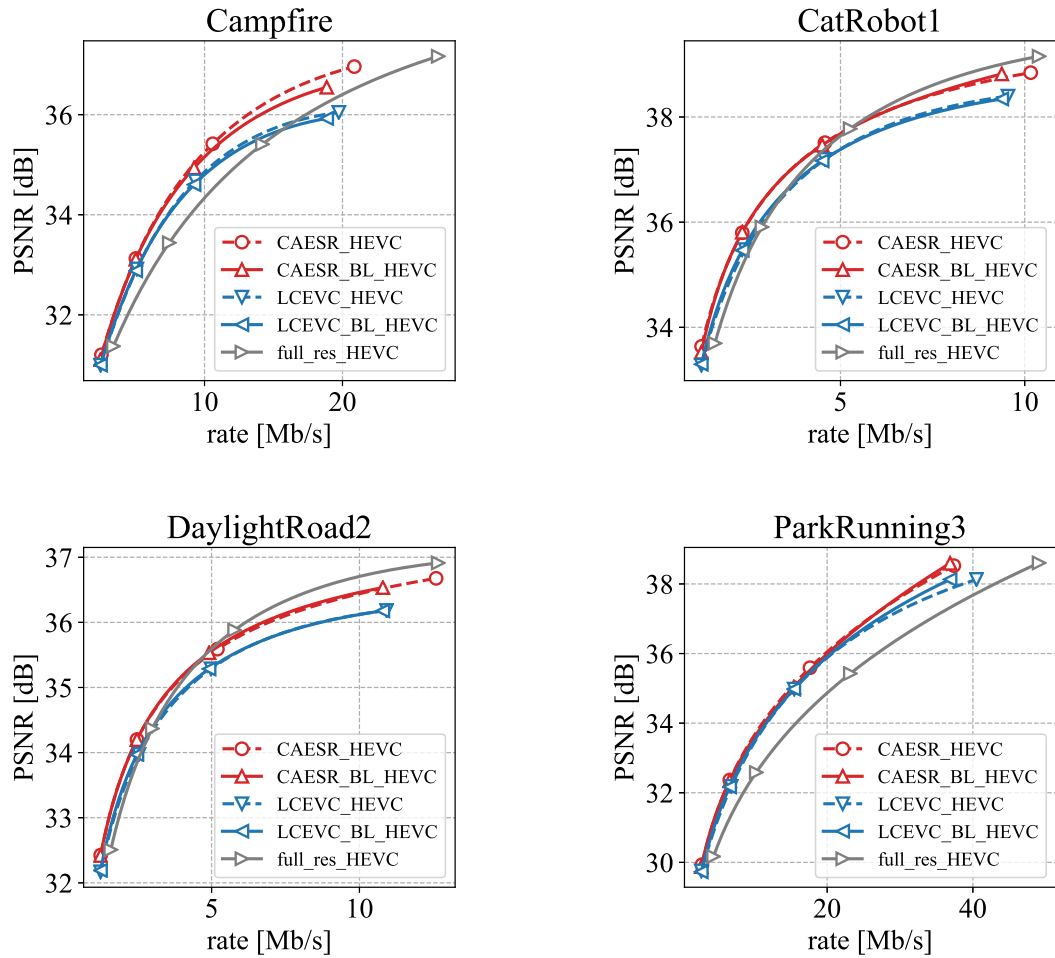 Campfire
PSNR [dB]
36
34
32
CAESR_HEVC
CAESR_BL_HEVC
LCEVC_HEVC
LCEVC_BL_HEVC
full_res_HEVC
10 20
rate [Mb/s]
CatRobot1
PSNR [dB]
38
36
34
CAESR_HEVC
CAESR_BL_HEVC
LCEVC_HEVC
LCEVC_BL_HEVC
full_res_HEVC
5 10
rate [Mb/s]
DaylightRoad2
PSNR [dB]
37
36
35
34
33
32
CAESR_HEVC
CAESR_BL_HEVC
LCEVC_HEVC
LCEVC_BL_HEVC
full_res_HEVC
5 10
rate [Mb/s]
ParkRunning3
PSNR [dB]
38
36
34
32
30
CAESR_HEVC
CAESR_BL_HEVC
LCEVC_HEVC
LCEVC_BL_HEVC
full_res_HEVC
20 40
rate [Mb/s]